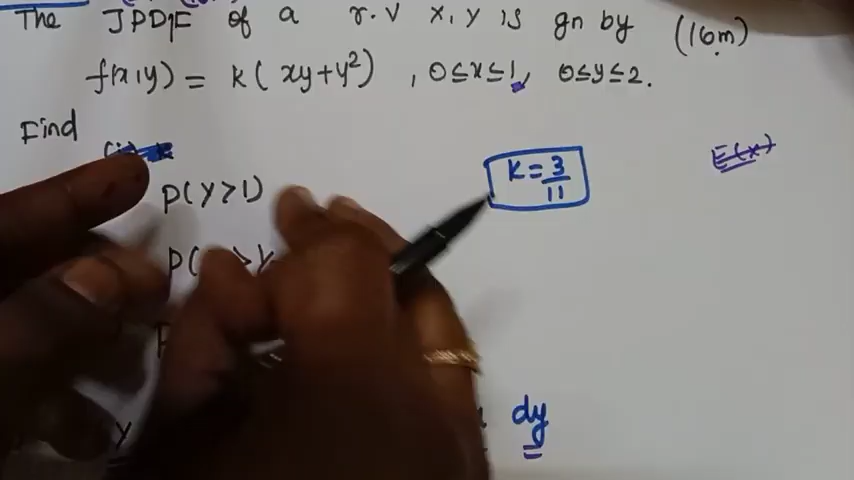 The JPDF of a r.v x, y is gn by (16m)
f(x,y) = k( xy+y²) , 0≤x≤1, 0≤y≤2.
Find
(i) k
P(Y>1) k = 3/11 E(x)
P( >Y
P
y dy